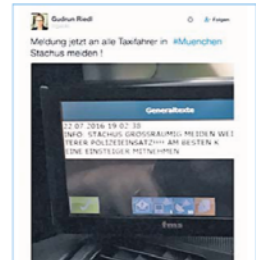 Gudrun Riedl
Folgen
Meldung jetzt an alle Taxifahrer in #Muenchen
Stachus meiden !
Generaltexte
22.07.2016 19:02:38
INFO: STACHUS GROSSRÄUMIG MEIDEN WEI
TERER POLIZEIEINSATZ!!!! AM BESTEN K
EINE EINSTEIGER MITNEHMEN